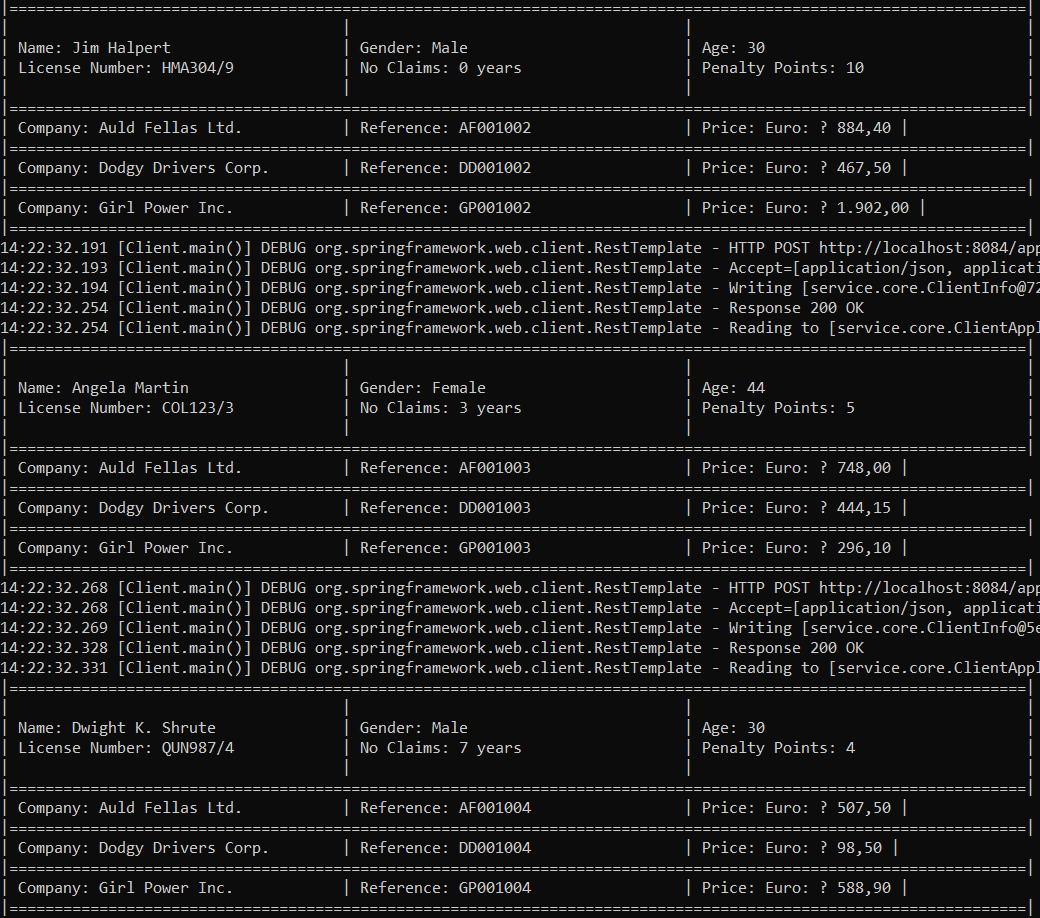 |=================================================================================================================|
| | | |
| Name: Jim Halpert | Gender: Male | Age: 30 |
| License Number: HMA304/9 | No Claims: 0 years | Penalty Points: 10 |
| | | |
|=================================================================================================================|
| Company: Auld Fellas Ltd. | Reference: AF001002 | Price: Euro: ? 884,40 |
|=================================================================================================================|
| Company: Dodgy Drivers Corp. | Reference: DD001002 | Price: Euro: ? 467,50 |
|=================================================================================================================|
| Company: Girl Power Inc. | Reference: GP001002 | Price: Euro: ? 1.902,00 |
|=================================================================================================================|
14:22:32.191 [Client.main()] DEBUG org.springframework.web.client.RestTemplate - HTTP POST http://localhost:8084/app
14:22:32.193 [Client.main()] DEBUG org.springframework.web.client.RestTemplate - Accept=[application/json, applicati
14:22:32.194 [Client.main()] DEBUG org.springframework.web.client.RestTemplate - Writing [service.core.ClientInfo@72
14:22:32.254 [Client.main()] DEBUG org.springframework.web.client.RestTemplate - Response 200 OK
14:22:32.254 [Client.main()] DEBUG org.springframework.web.client.RestTemplate - Reading to [service.core.ClientAppl
|=================================================================================================================|
| | | |
| Name: Angela Martin | Gender: Female | Age: 44 |
| License Number: COL123/3 | No Claims: 3 years | Penalty Points: 5 |
| | | |
|=================================================================================================================|
| Company: Auld Fellas Ltd. | Reference: AF001003 | Price: Euro: ? 748,00 |
|=================================================================================================================|
| Company: Dodgy Drivers Corp. | Reference: DD001003 | Price: Euro: ? 444,15 |
|=================================================================================================================|
| Company: Girl Power Inc. | Reference: GP001003 | Price: Euro: ? 296,10 |
|=================================================================================================================|
14:22:32.268 [Client.main()] DEBUG org.springframework.web.client.RestTemplate - HTTP POST http://localhost:8084/app
14:22:32.268 [Client.main()] DEBUG org.springframework.web.client.RestTemplate - Accept=[application/json, applicati
14:22:32.269 [Client.main()] DEBUG org.springframework.web.client.RestTemplate - Writing [service.core.ClientInfo@5e
14:22:32.328 [Client.main()] DEBUG org.springframework.web.client.RestTemplate - Response 200 OK
14:22:32.331 [Client.main()] DEBUG org.springframework.web.client.RestTemplate - Reading to [service.core.ClientAppl
|=================================================================================================================|
| | | |
| Name: Dwight K. Shrute | Gender: Male | Age: 30 |
| License Number: QUN987/4 | No Claims: 7 years | Penalty Points: 4 |
| | | |
|=================================================================================================================|
| Company: Auld Fellas Ltd. | Reference: AF001004 | Price: Euro: ? 507,50 |
|=================================================================================================================|
| Company: Dodgy Drivers Corp. | Reference: DD001004 | Price: Euro: ? 98,50 |
|=================================================================================================================|
| Company: Girl Power Inc. | Reference: GP001004 | Price: Euro: ? 588,90 |
|=================================================================================================================|